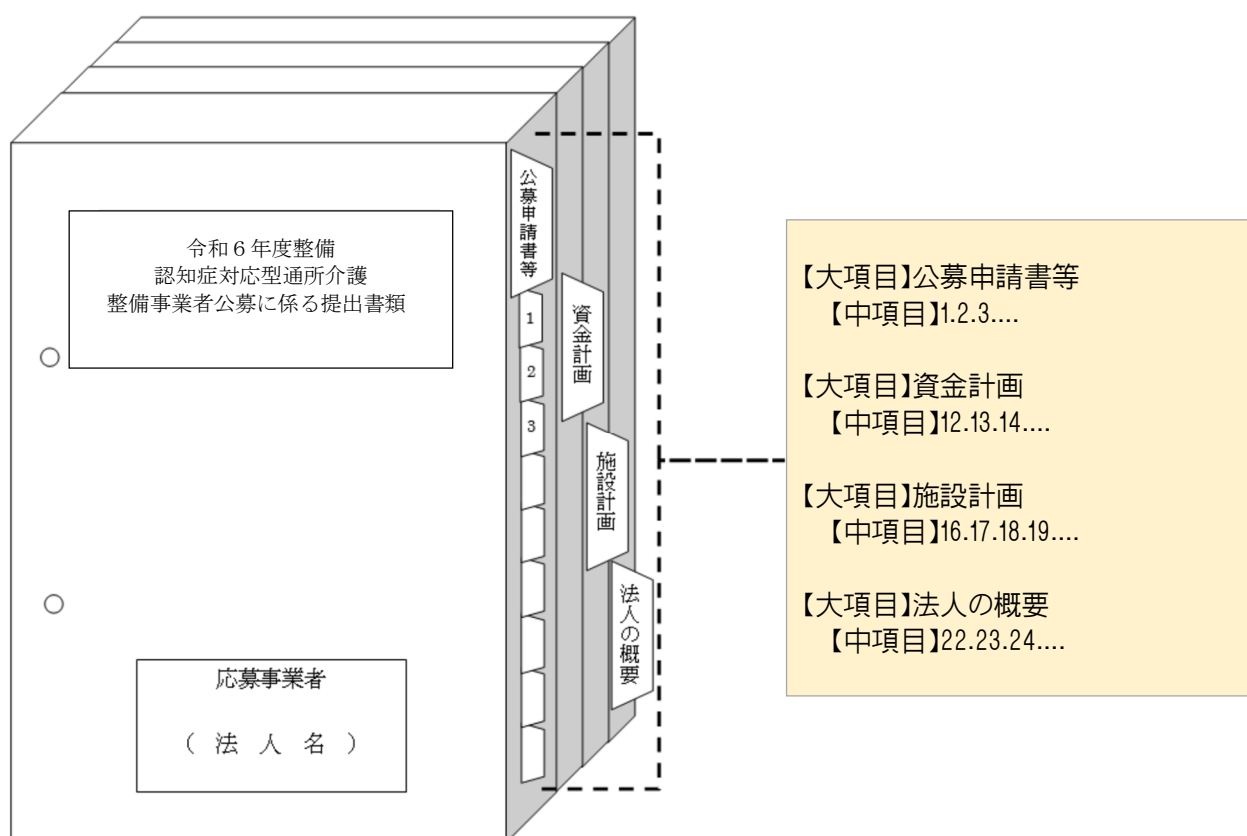 令和６年度整備
認知症対応型通所介護
整備事業者公募に係る提出書類
公募申請書等
1
2
3
資金計画
施設計画
法人の概要
応募事業者
（ 法 人 名 ）
【大項目】公募申請書等
【中項目】1.2.3....
【大項目】資金計画
【中項目】12.13.14....
【大項目】施設計画
【中項目】16.17.18.19....
【大項目】法人の概要
【中項目】22.23.24....